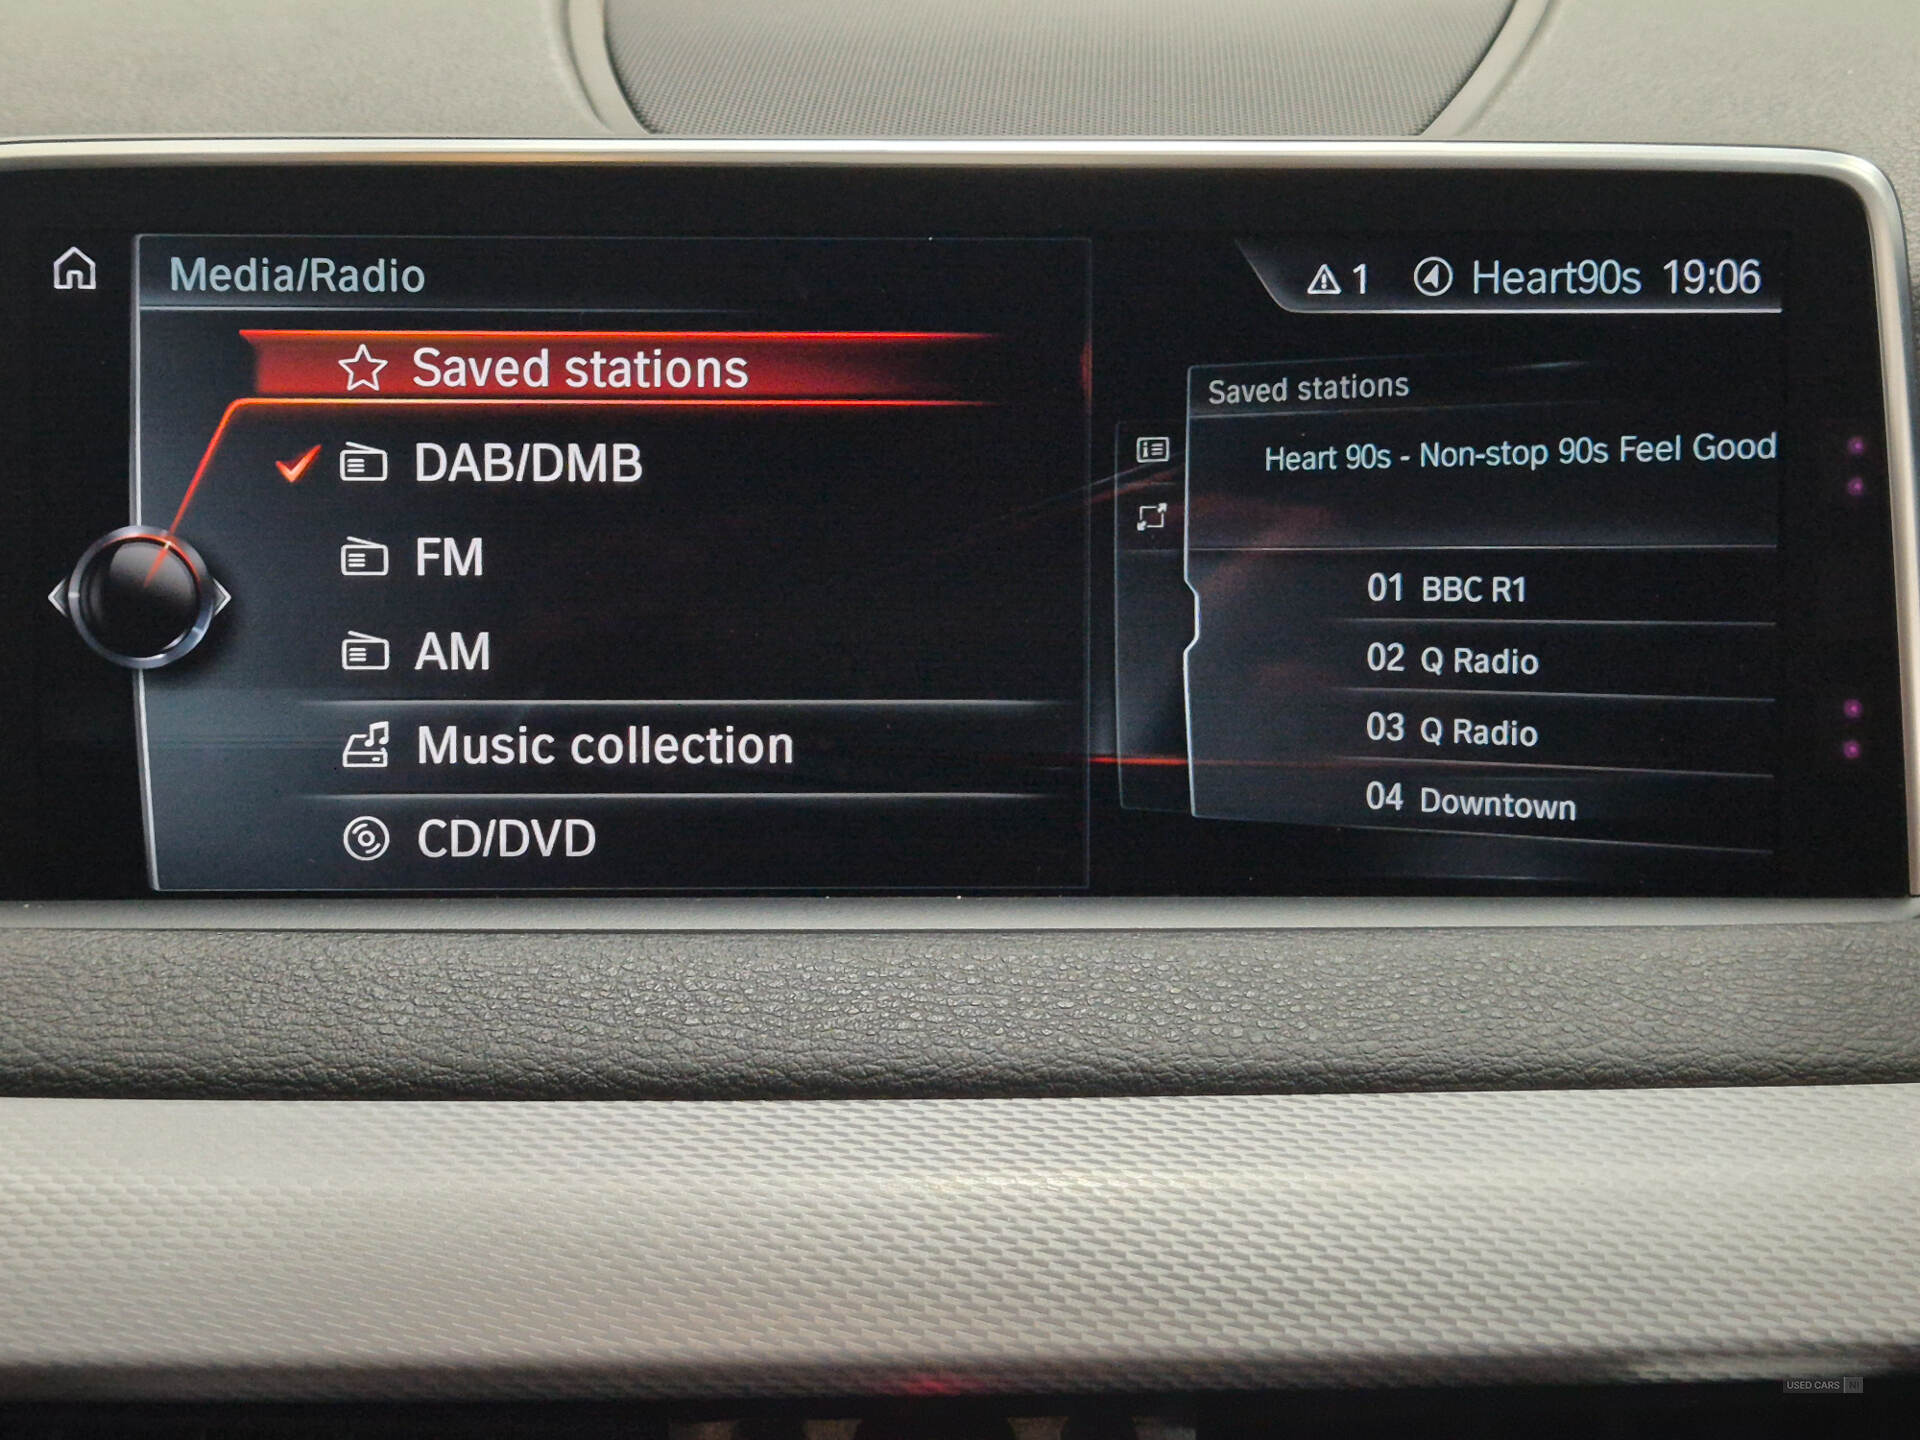 Media/Radio
1 Heart90s 19:06
Saved stations
DAB/DMB
FM
AM
Music collection
CD/DVD
Saved stations
Heart 90s - Non-stop 90s Feel Good
01 BBC R1
02 Q Radio
03 Q Radio
04 Downtown
USED CARS NI